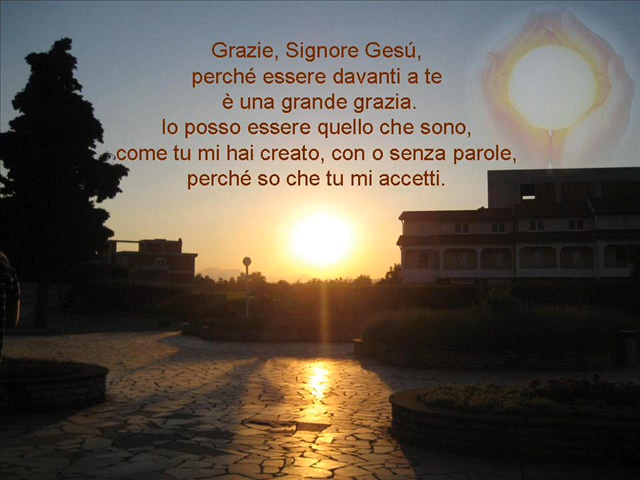 Grazie, Signore Gesú,
perché essere davanti a te
è una grande grazia.
Io posso essere quello che sono,
come tu mi hai creato, con o senza parole,
perché so che tu mi accetti.